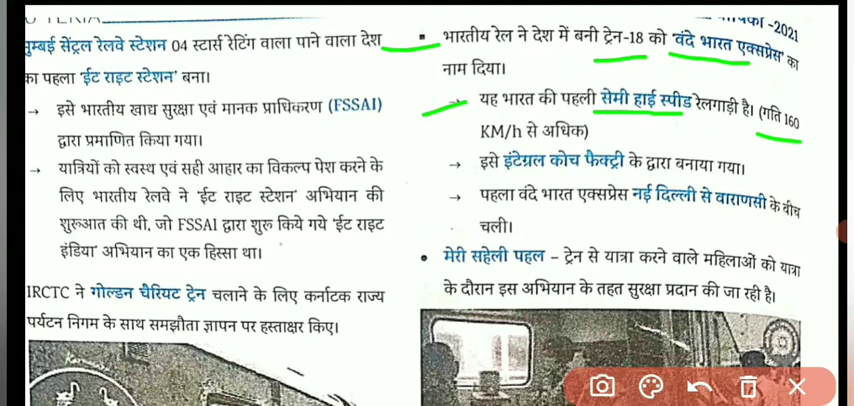 मुम्बई सेंट्रल रेलवे स्टेशन 04 स्टार्स रेटिंग वाला पाने वाला देश
का पहला 'ईट राइट स्टेशन' बना।
→ इसे भारतीय खाद्य सुरक्षा एवं मानक प्राधिकरण (FSSAI)
द्वारा प्रमाणित किया गया।
→ यात्रियों को स्वस्थ एवं सही आहार का विकल्प पेश करने के
लिए भारतीय रेलवे ने 'ईट राइट स्टेशन' अभियान की
शुरूआत की थी, जो FSSAI द्वारा शुरू किये गये 'ईट राइट
इंडिया' अभियान का एक हिस्सा था।
IRCTC ने गोल्डन चैरियट ट्रेन चलाने के लिए कर्नाटक राज्य
पर्यटन निगम के साथ समझौता ज्ञापन पर हस्ताक्षर किए।
-2021
▪ भारतीय रेल ने देश में बनी ट्रेन-18 को 'वंदे भारत एक्सप्रेस' का
नाम दिया।
→ यह भारत की पहली सेमी हाई स्पीड रेलगाड़ी है। (गति 160
KM/h से अधिक)
→ इसे इंटेग्रल कोच फैक्ट्री के द्वारा बनाया गया।
→ पहला वंदे भारत एक्सप्रेस नई दिल्ली से वाराणसी के बीच
चली।
• मेरी सहेली पहल – ट्रेन से यात्रा करने वाले महिलाओं को यात्रा
के दौरान इस अभियान के तहत सुरक्षा प्रदान की जा रही है।